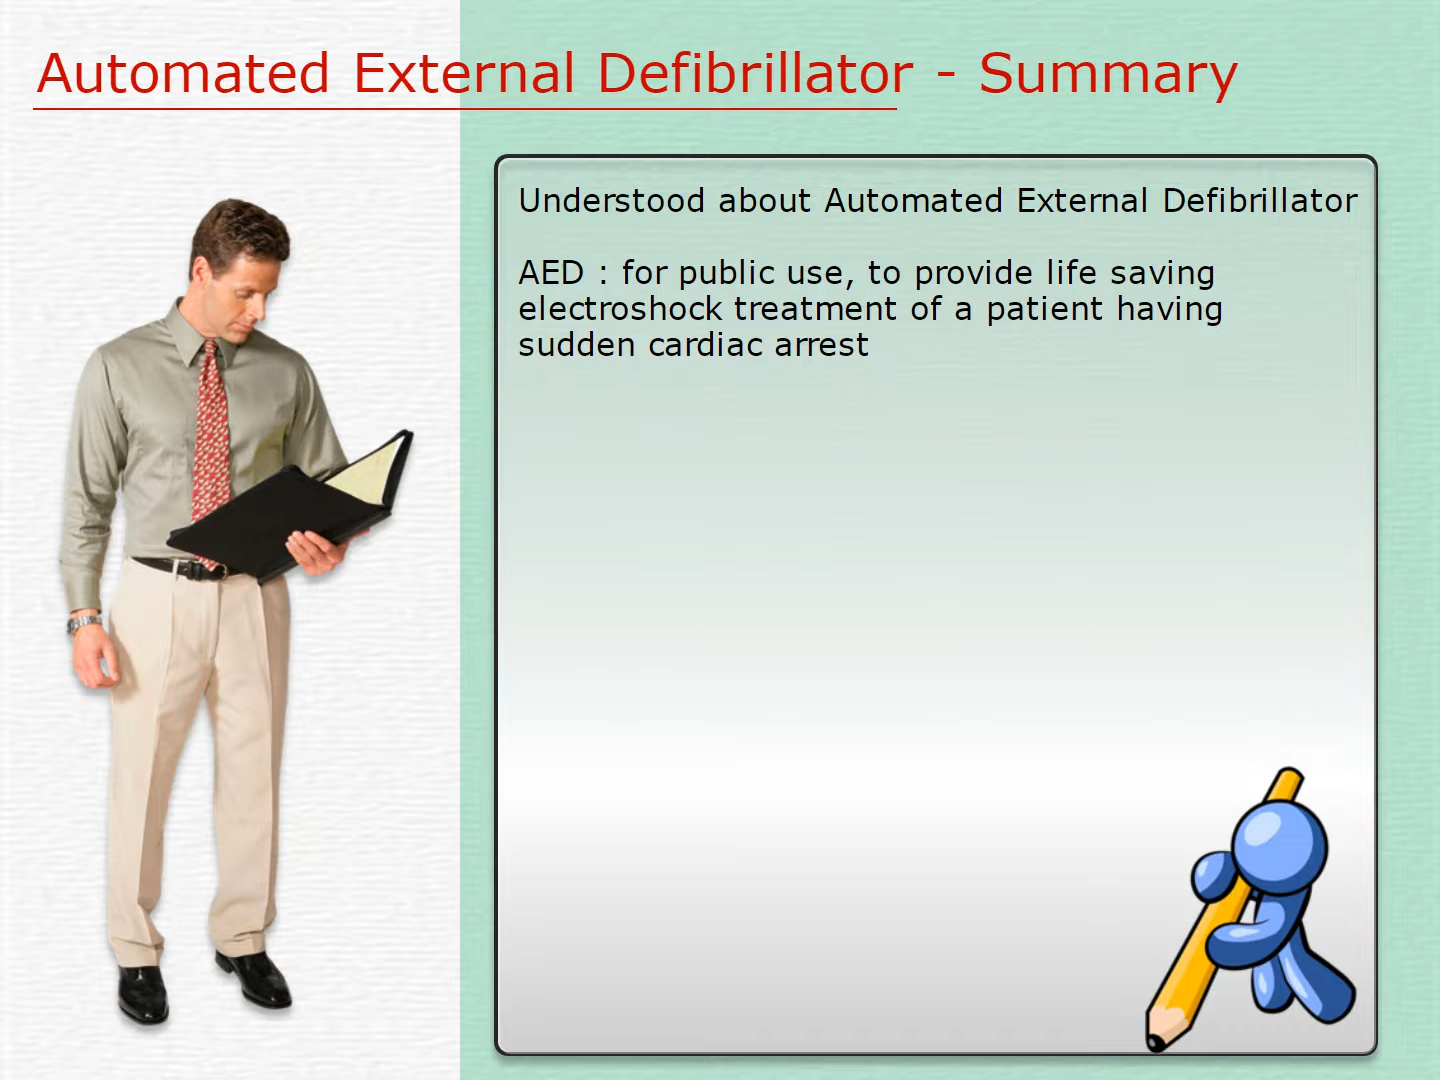 Automated External Defibrillator - Summary
Understood about Automated External Defibrillator
AED : for public use, to provide life saving
electroshock treatment of a patient having
sudden cardiac arrest